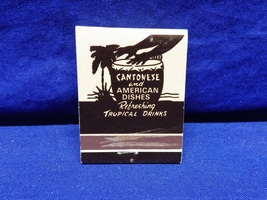 CANTONESE
and
AMERICAN
DISHES
Refreshing
TROPICAL DRINKS